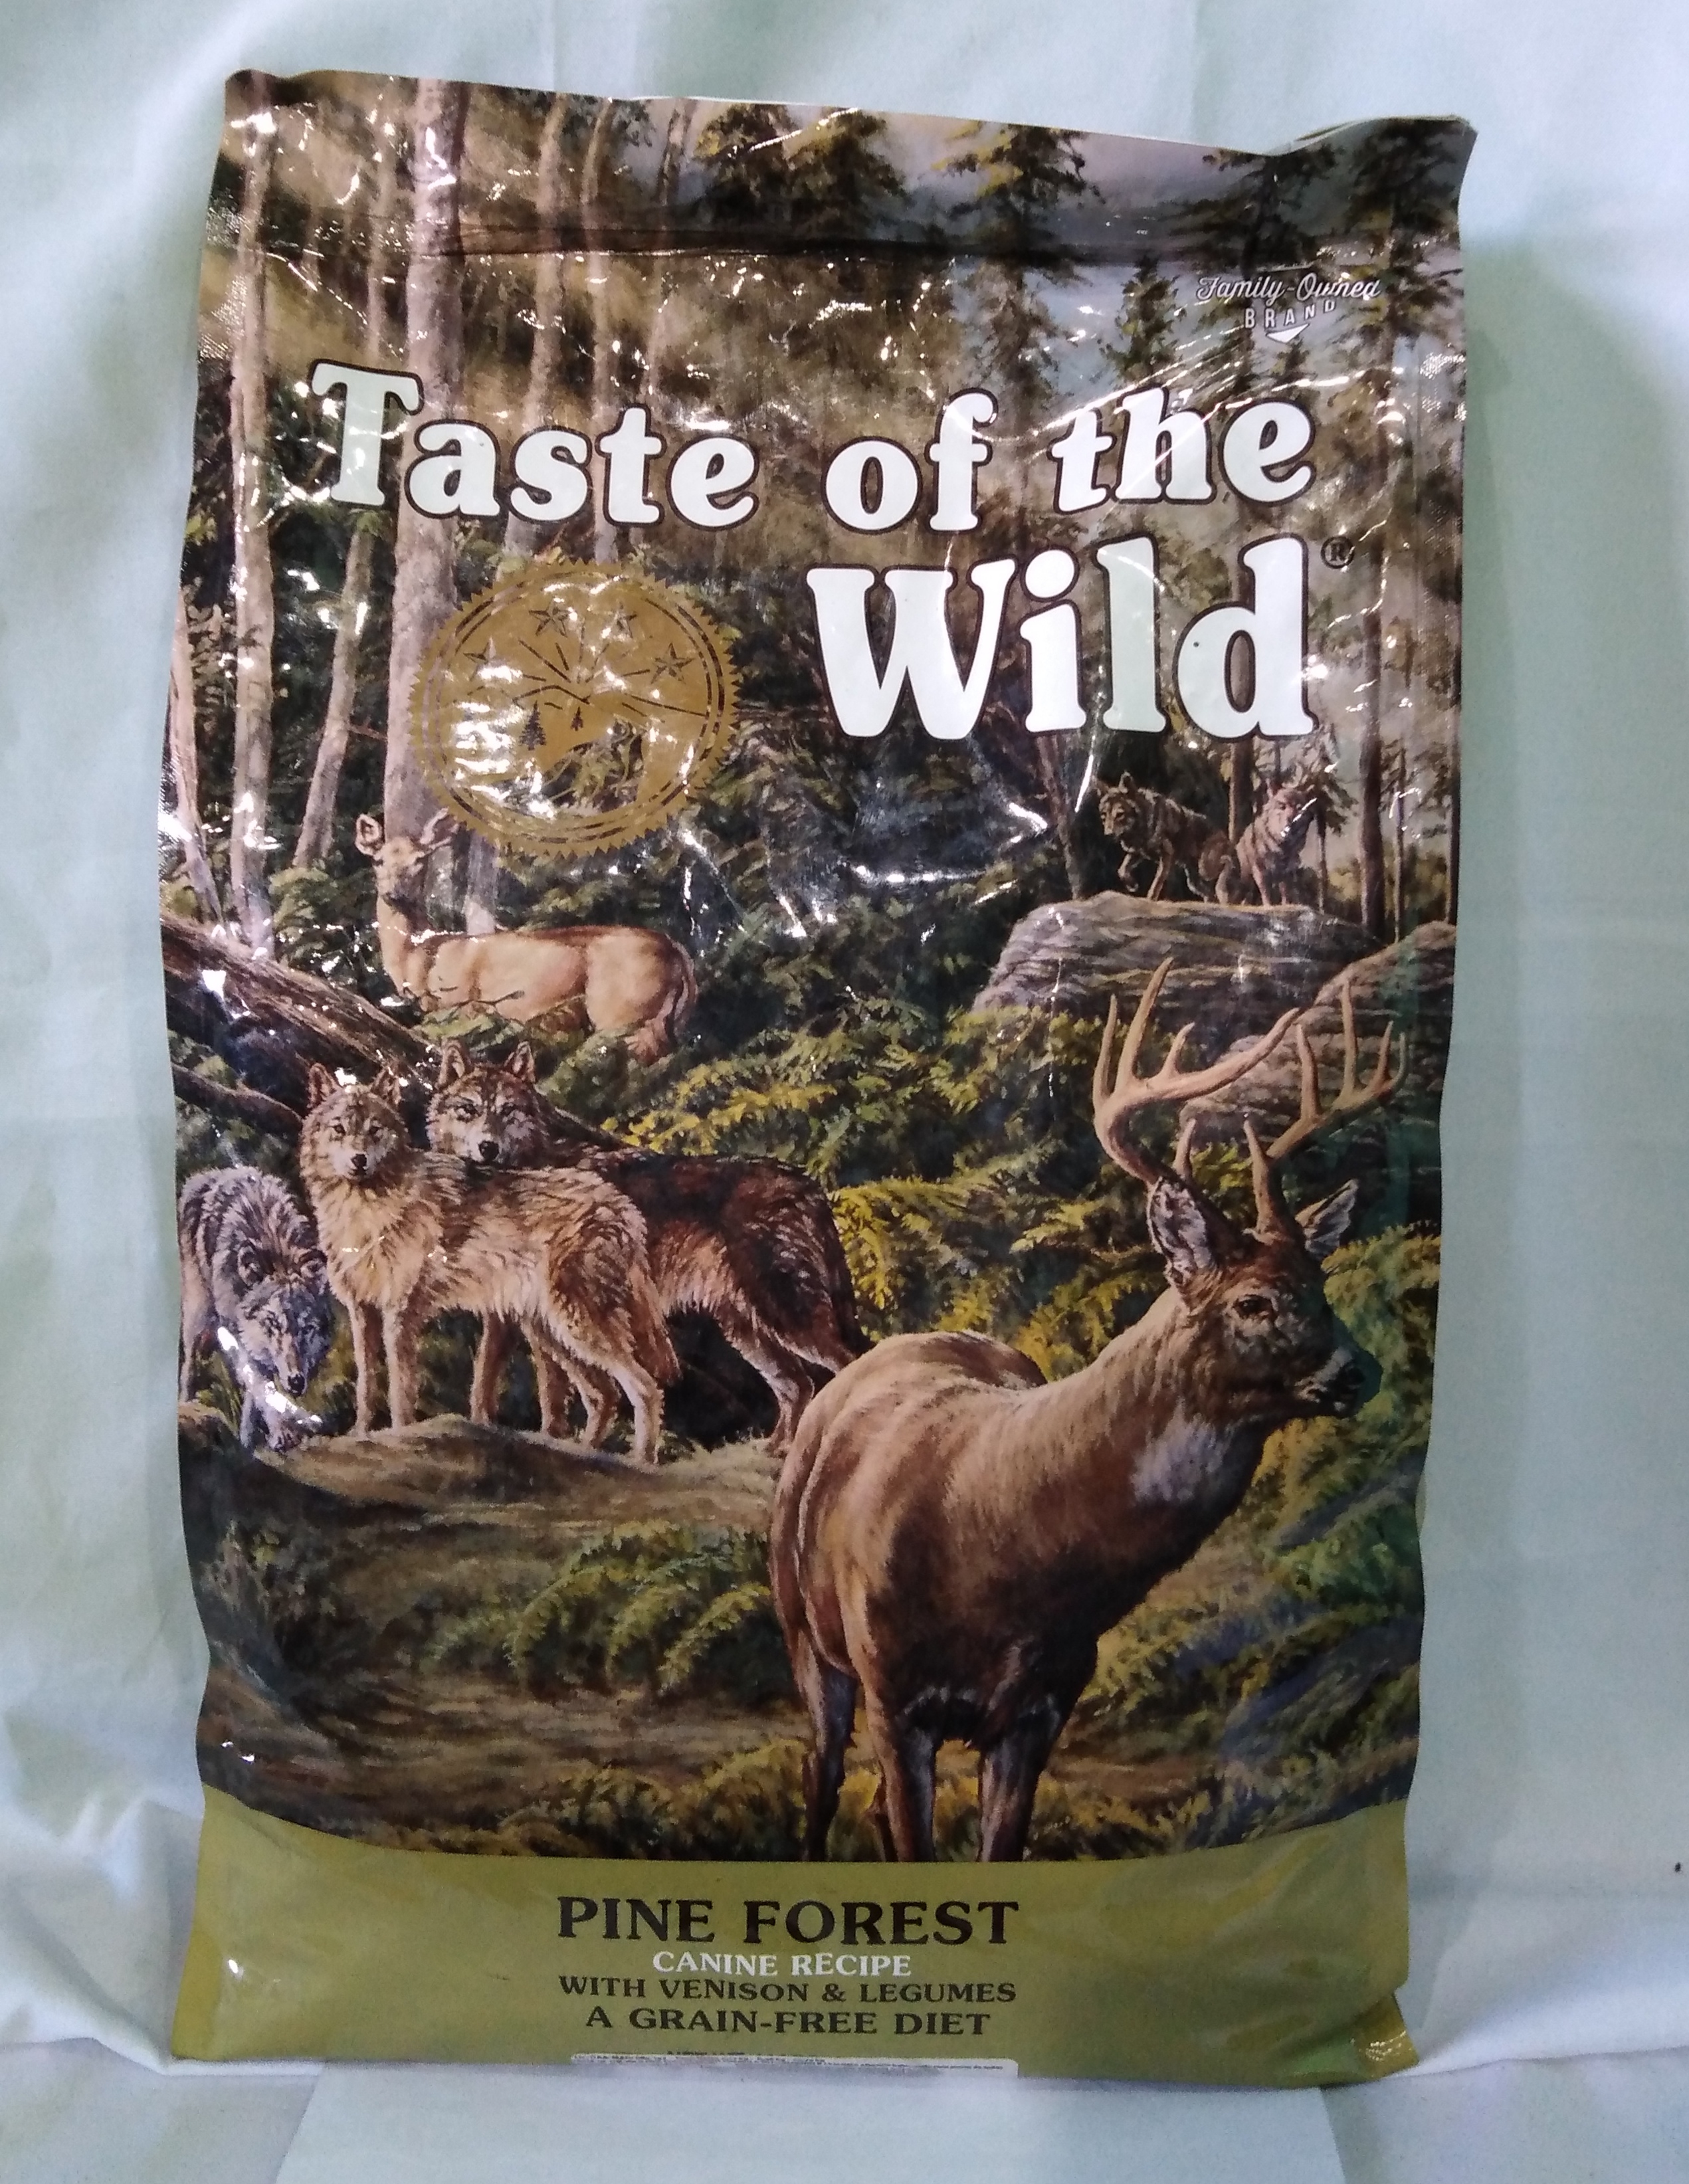 Family-Owned
BRAND
Taste of the
Wild®
PINE FOREST
CANINE RECIPE
WITH VENISON & LEGUMES
A GRAIN-FREE DIET